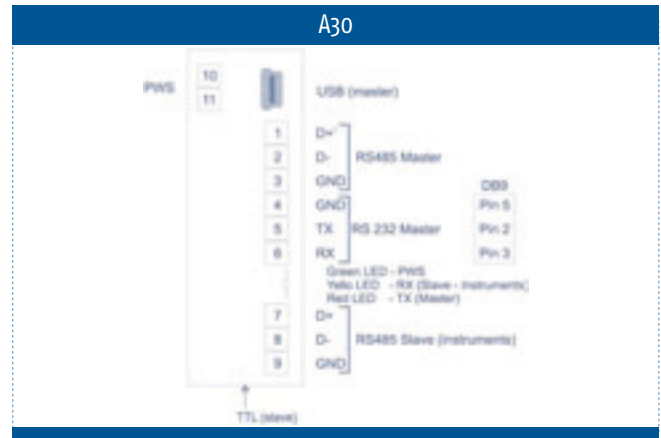 A30
10
PWS
11
USB (master)
1 D+
2 D- RS485 Master
3 GND
DB9
4 GND Pin 5
5 TX RS 232 Master Pin 2
6 RX Pin 3
Green LED - PWS
Yello LED - RX (Slave - Instruments)
Red LED - TX (Master)
7 D+
8 D- RS485 Slave (Instruments)
9 GND
TTL (slave)